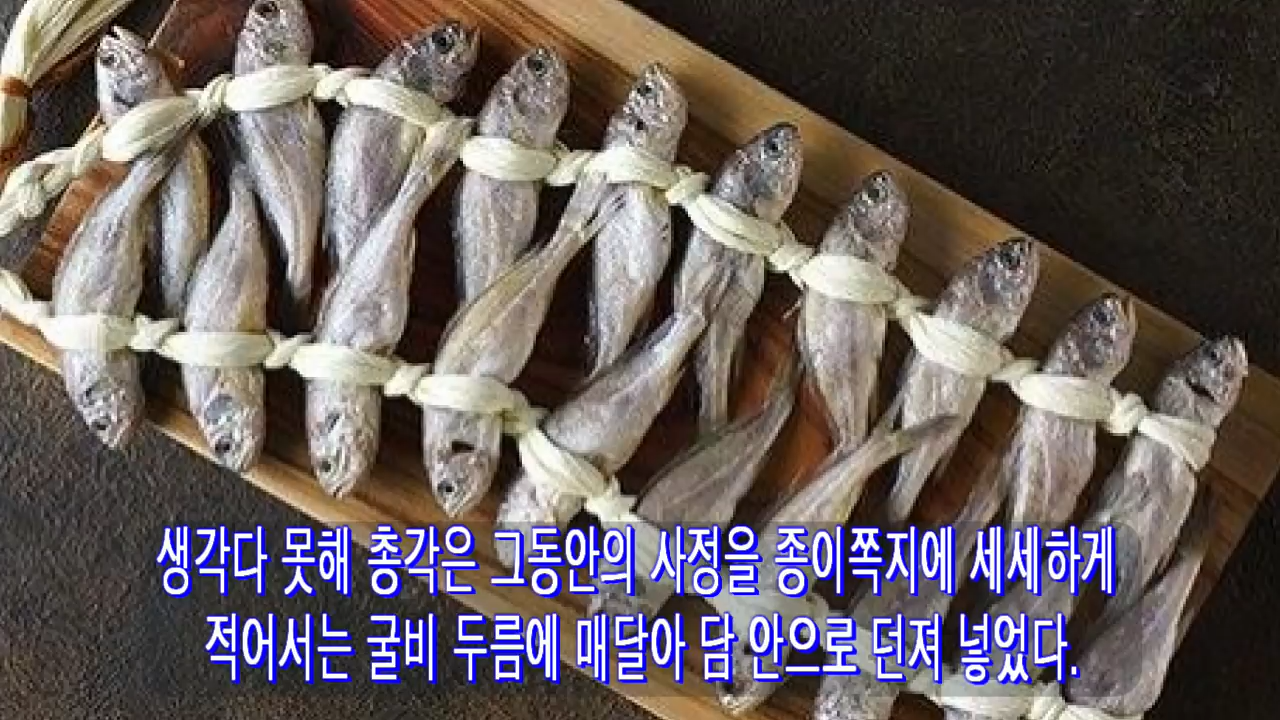 생각다 못해 총각은 그동안의 사정을 종이쪽지에 세세하게
적어서는 굴비 두름에 매달아 담 안으로 던져 넣었다.